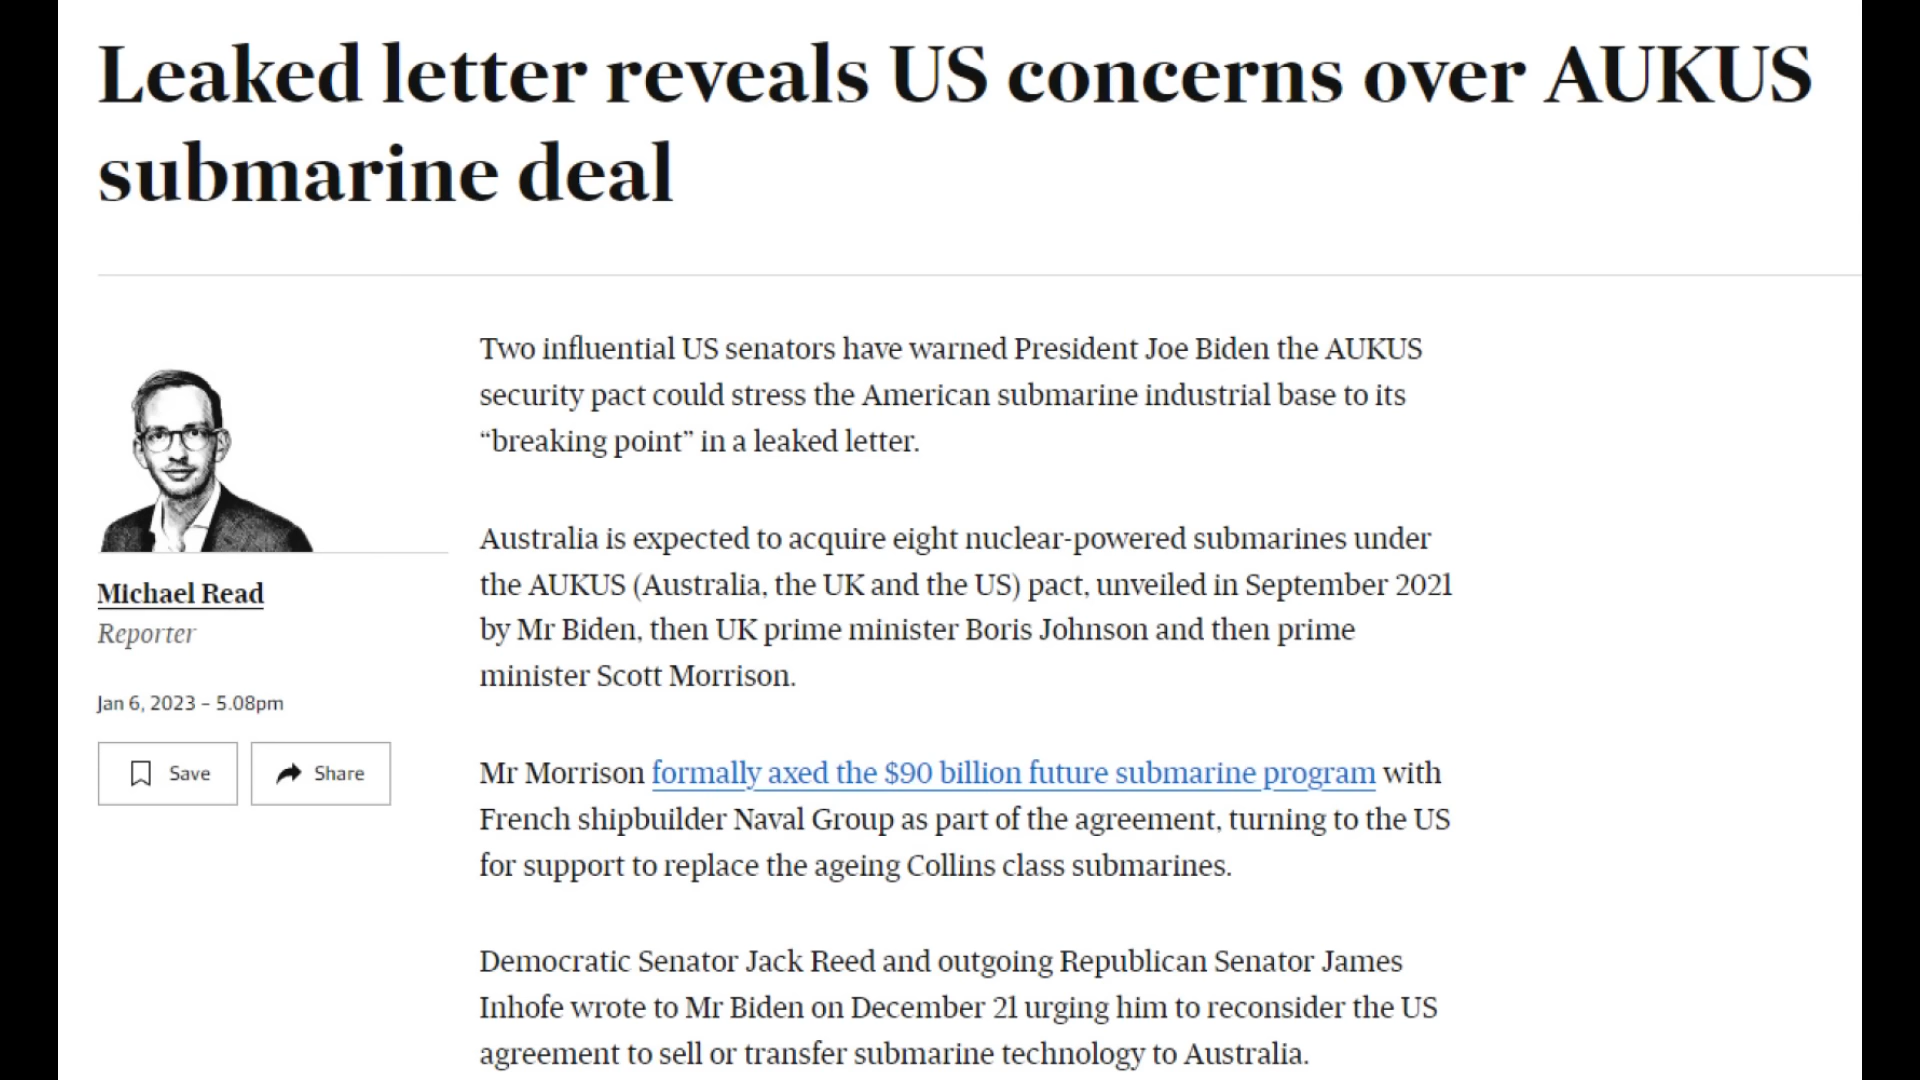 Leaked letter reveals US concerns over AUKUS
submarine deal
Michael Read
Reporter
Jan 6, 2023 – 5.08pm
Save
Share
Two influential US senators have warned President Joe Biden the AUKUS
security pact could stress the American submarine industrial base to its
“breaking point” in a leaked letter.
Australia is expected to acquire eight nuclear-powered submarines under
the AUKUS (Australia, the UK and the US) pact, unveiled in September 2021
by Mr Biden, then UK prime minister Boris Johnson and then prime
minister Scott Morrison.
Mr Morrison formally axed the $90 billion future submarine program with
French shipbuilder Naval Group as part of the agreement, turning to the US
for support to replace the ageing Collins class submarines.
Democratic Senator Jack Reed and outgoing Republican Senator James
Inhofe wrote to Mr Biden on December 21 urging him to reconsider the US
agreement to sell or transfer submarine technology to Australia.